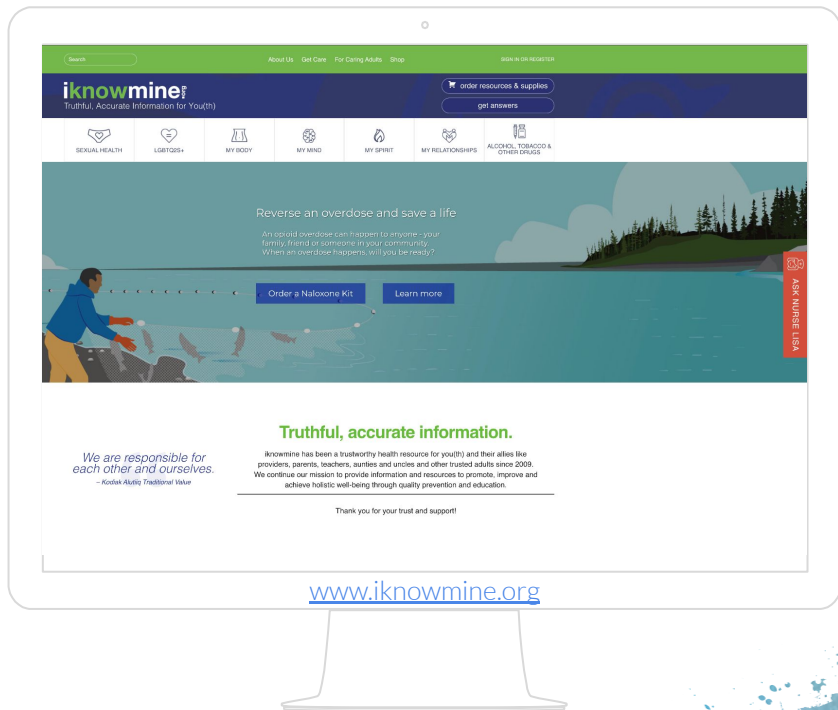 Search
About Us Get Care For Caring Adults Shop
SIGN IN OR REGISTER
iknowmine.org
Truthful, Accurate Information for You(th)
order resources & supplies
get answers
SEXUAL HEALTH
LGBTQ2S+
MY BODY
MY MIND
MY SPIRIT
MY RELATIONSHIPS
ALCOHOL, TOBACCO &
OTHER DRUGS
Reverse an overdose and save a life
An opioid overdose can happen to anyone - your
family, friend or someone in your community.
When an overdose happens, will you be ready?
Order a Naloxone Kit
Learn more
ASK NURSE LISA
We are responsible for
each other and ourselves.
– Kodiak Alutiiq Traditional Value
Truthful, accurate information.
iknowmine has been a trustworthy health resource for you(th) and their allies like
providers, parents, teachers, aunties and uncles and other trusted adults since 2009.
We continue our mission to provide information and resources to promote, improve and
achieve holistic well-being through quality prevention and education.
Thank you for your trust and support!
www.iknowmine.org